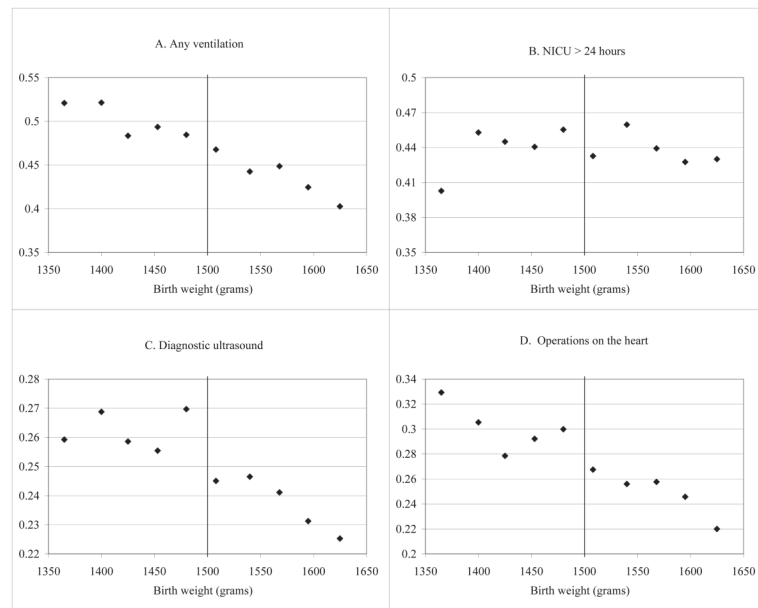 A. Any ventilation
0.55
0.5
0.45
0.4
0.35
1350 1400 1450 1500 1550 1600 1650
Birth weight (grams)
B. NICU > 24 hours
0.5
0.47
0.44
0.41
0.38
0.35
1350 1400 1450 1500 1550 1600 1650
Birth weight (grams)
C. Diagnostic ultrasound
0.28
0.27
0.26
0.25
0.24
0.23
0.22
1350 1400 1450 1500 1550 1600 1650
Birth weight (grams)
D. Operations on the heart
0.34
0.32
0.3
0.28
0.26
0.24
0.22
0.2
1350 1400 1450 1500 1550 1600 1650
Birth weight (grams)